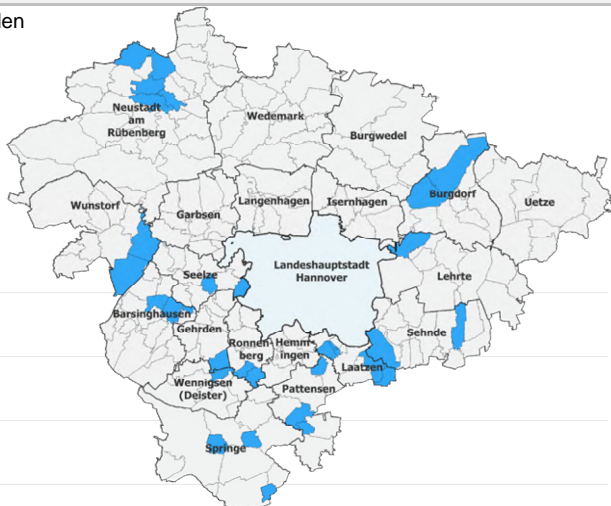 len
Neustadt
am
Rübenberg
Wedemark
Burgwedel
Burgdorf
Uetze
Wunstorf
Garbsen
Langenhagen
Isernhagen
Landeshauptstadt
Hannover
Lehrte
Seelze
Barsinghausen
Gehrden
Sehnde
Ronnen-
berg
Hemm-
ingen
Laatzen
Wennigsen
(Deister)
Pattensen
Springe